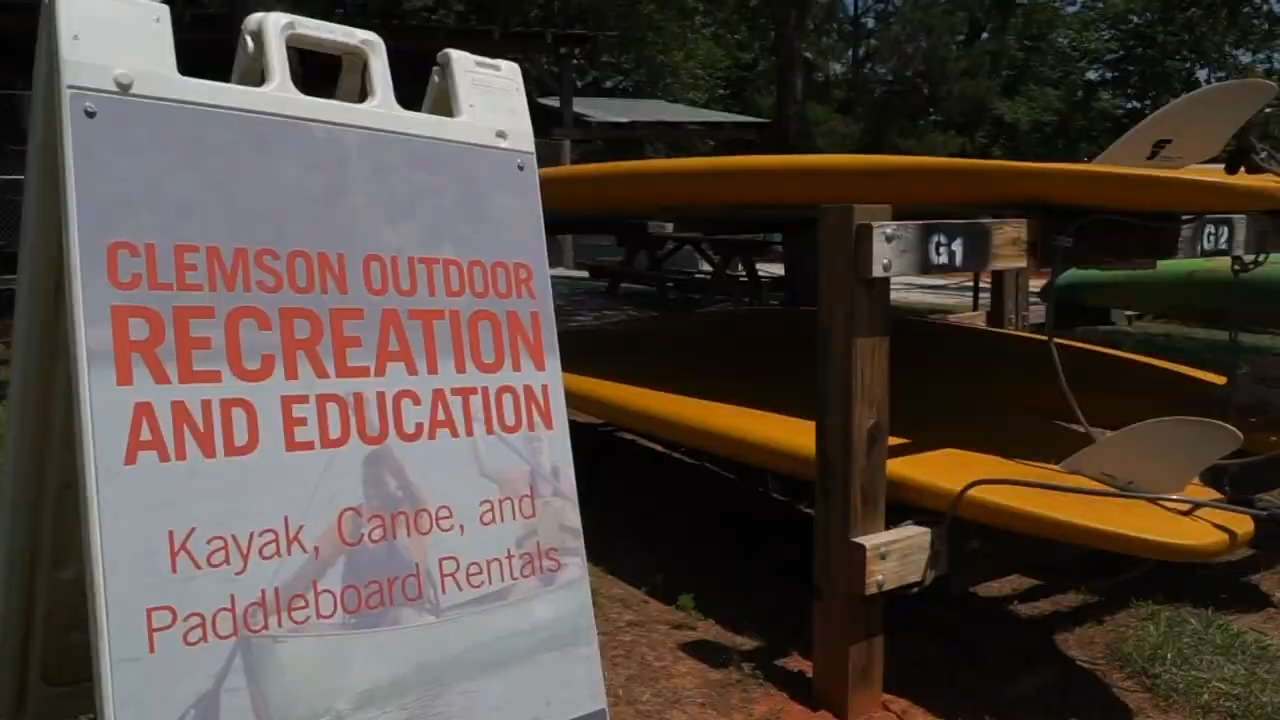 CLEMSON OUTDOOR
RECREATION
AND EDUCATION
Kayak, Canoe, and
Paddleboard Rentals
G1
G2